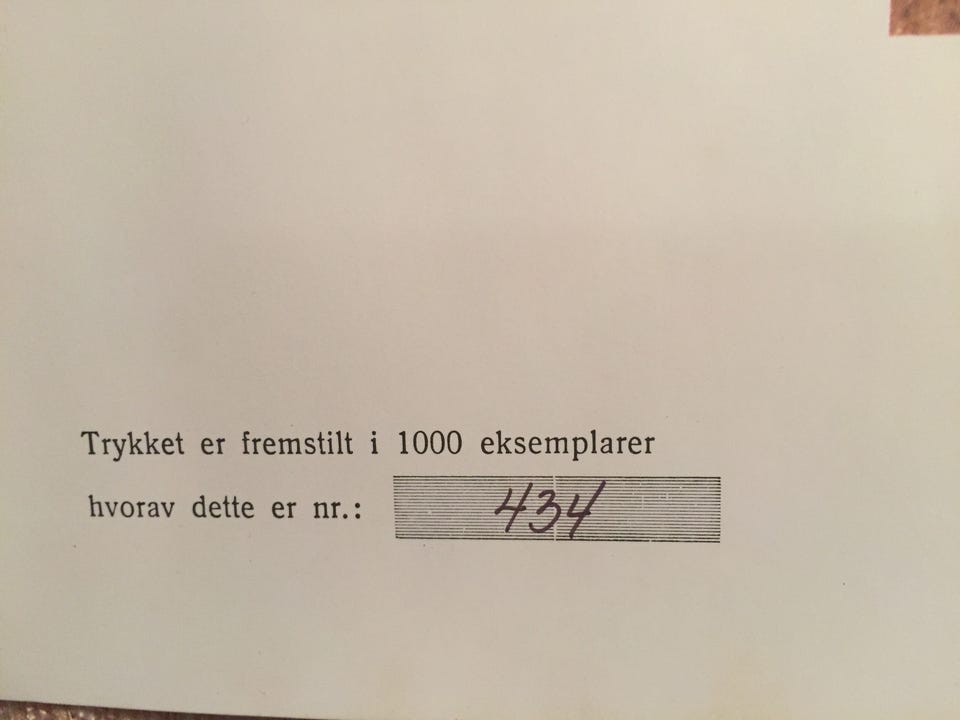 Trykket er fremstilt i 1000 eksemplarer
hvorav dette er nr.: 434